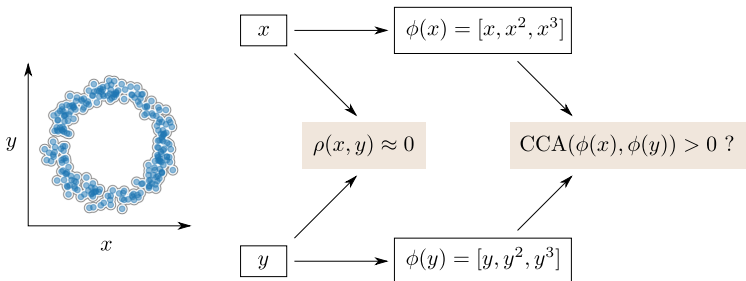 y
x
x
ϕ(x) = [x, x², x³]
ρ(x, y) ≈ 0
CCA(ϕ(x), ϕ(y)) > 0 ?
y
ϕ(y) = [y, y², y³]